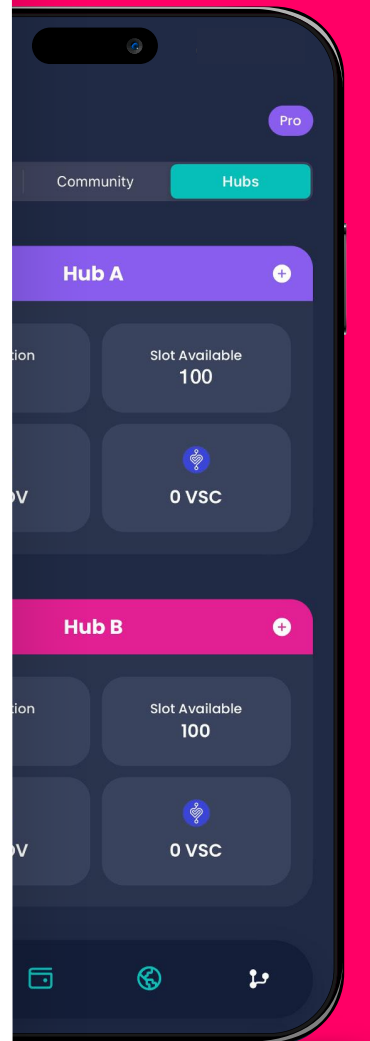 Pro
Community
Hubs
Hub A
Slot Available
100
0 VSC
Hub B
Slot Available
100
0 VSC